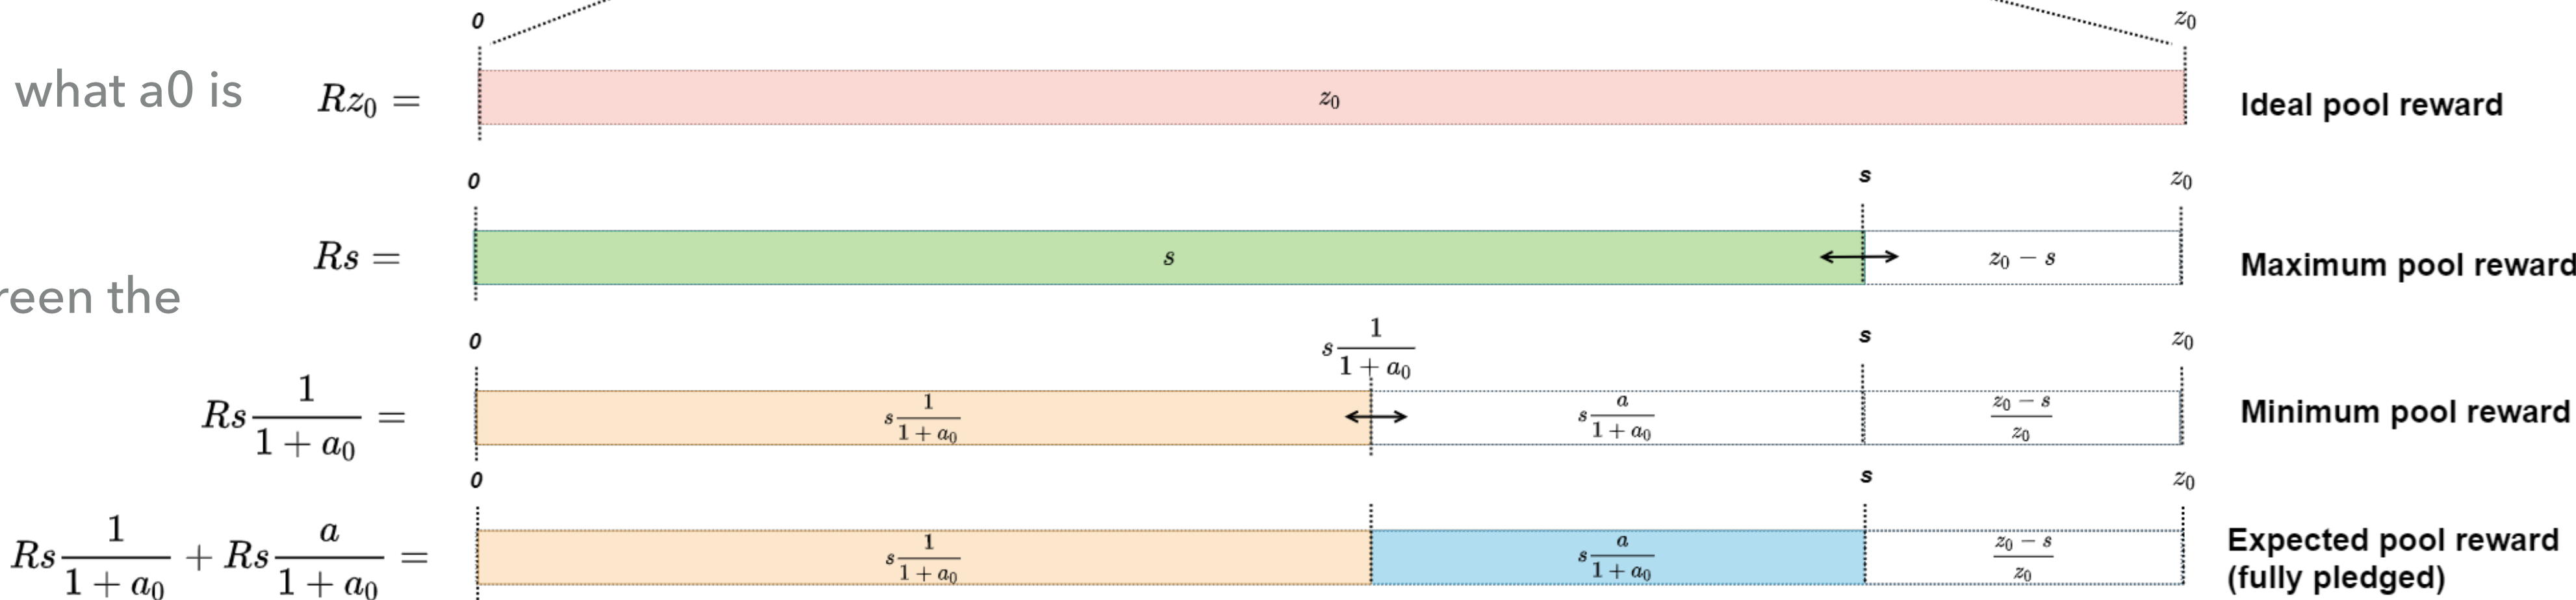 0 z₀
what a0 is
Rz₀ = z₀ Ideal pool reward
0 s z₀
Rs = s z₀ − s Maximum pool reward
reen the
0 s 1/(1 + a₀) s z₀
Rs 1/(1 + a₀) = s 1/(1 + a₀) s a/(1 + a₀) (z₀ − s)/z₀ Minimum pool reward
0 s z₀
Rs 1/(1 + a₀) + Rs a/(1 + a₀) = s 1/(1 + a₀) s a/(1 + a₀) (z₀ − s)/z₀ Expected pool reward
(fully pledged)